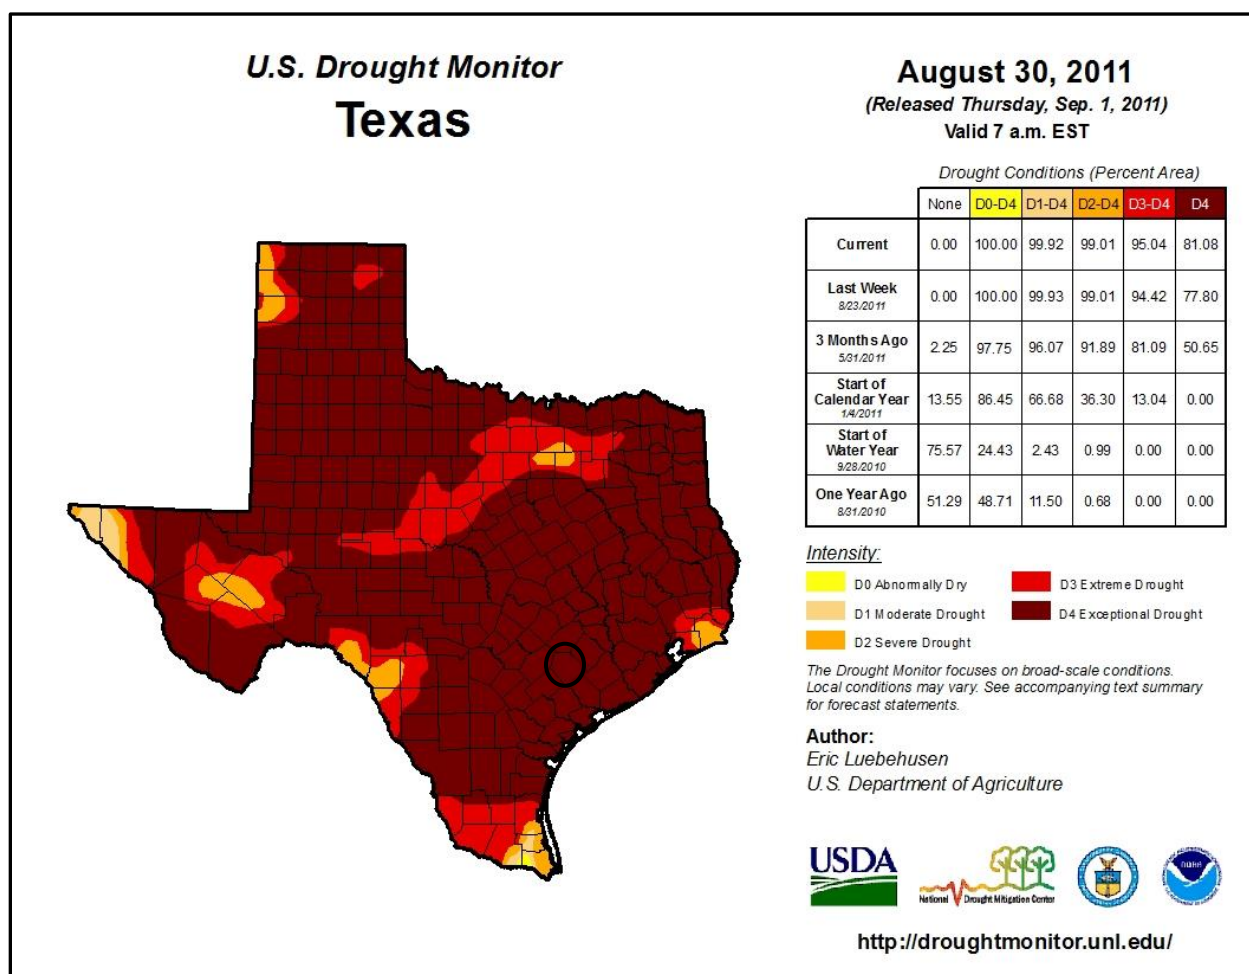 U.S. Drought Monitor
Texas
August 30, 2011
(Released Thursday, Sep. 1, 2011)
Valid 7 a.m. EST
Drought Conditions (Percent Area)
None D0-D4 D1-D4 D2-D4 D3-D4 D4
Current 0.00 100.00 99.92 99.01 95.04 81.08
Last Week
8/23/2011
0.00 100.00 99.93 99.01 94.42 77.80
3 Months Ago
5/31/2011
2.25 97.75 96.07 91.89 81.09 50.65
Start of
Calendar Year
1/4/2011
13.55 86.45 66.68 36.30 13.04 0.00
Start of
Water Year
9/28/2010
75.57 24.43 2.43 0.99 0.00 0.00
One Year Ago
8/31/2010
51.29 48.71 11.50 0.68 0.00 0.00
Intensity:
D0 Abnormally Dry
D1 Moderate Drought
D2 Severe Drought
D3 Extreme Drought
D4 Exceptional Drought
The Drought Monitor focuses on broad-scale conditions.
Local conditions may vary. See accompanying text summary
for forecast statements.
Author:
Eric Luebehusen
U.S. Department of Agriculture
USDA
National Drought Mitigation Center
NOAA
http://droughtmonitor.unl.edu/